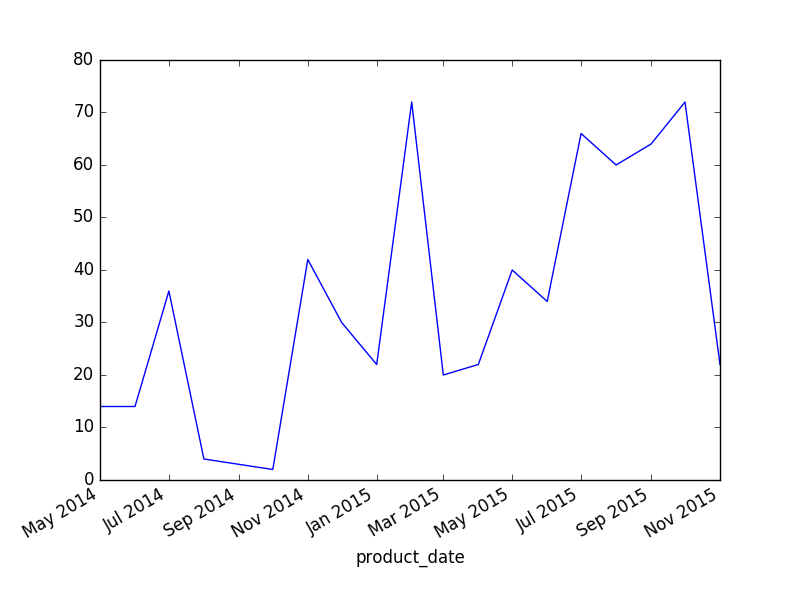 80
70
60
50
40
30
20
10
0
May 2014
Jul 2014
Sep 2014
Nov 2014
Jan 2015
Mar 2015
May 2015
Jul 2015
Sep 2015
Nov 2015
product_date